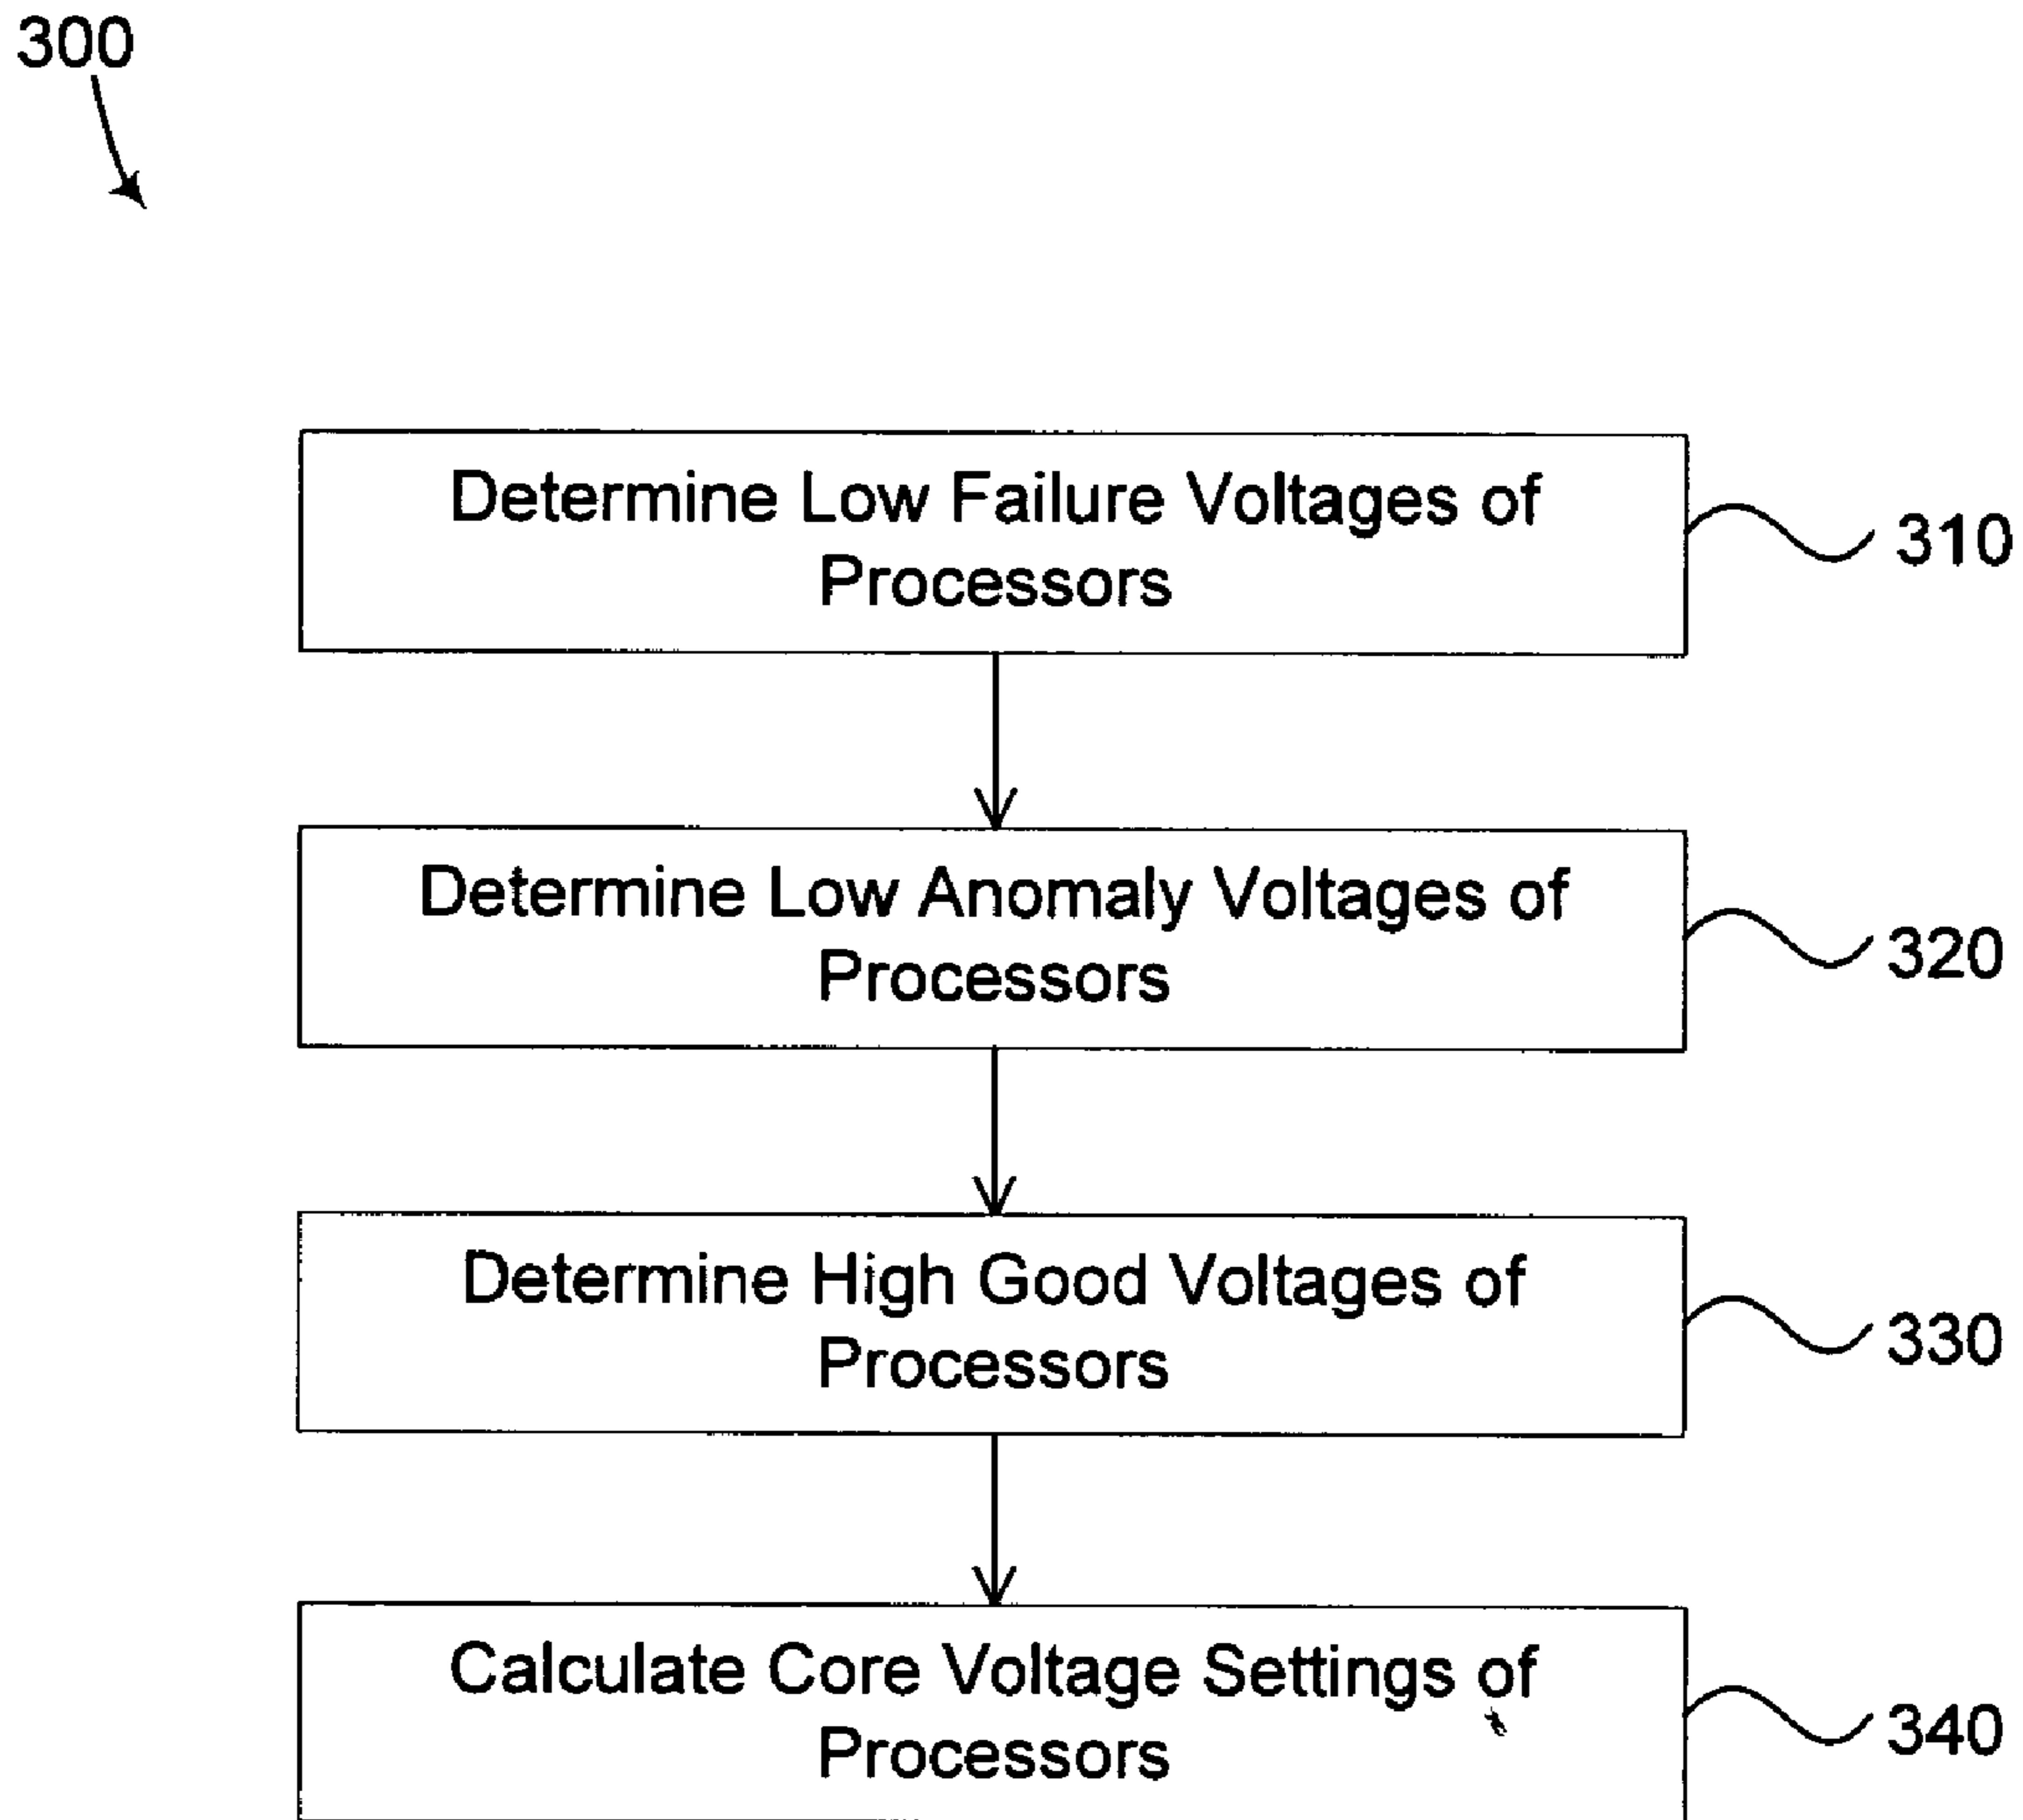 300
Determine Low Failure Voltages of
Processors
310
Determine Low Anomaly Voltages of
Processors
320
Determine High Good Voltages of
Processors
330
Calculate Core Voltage Settings of
Processors
340